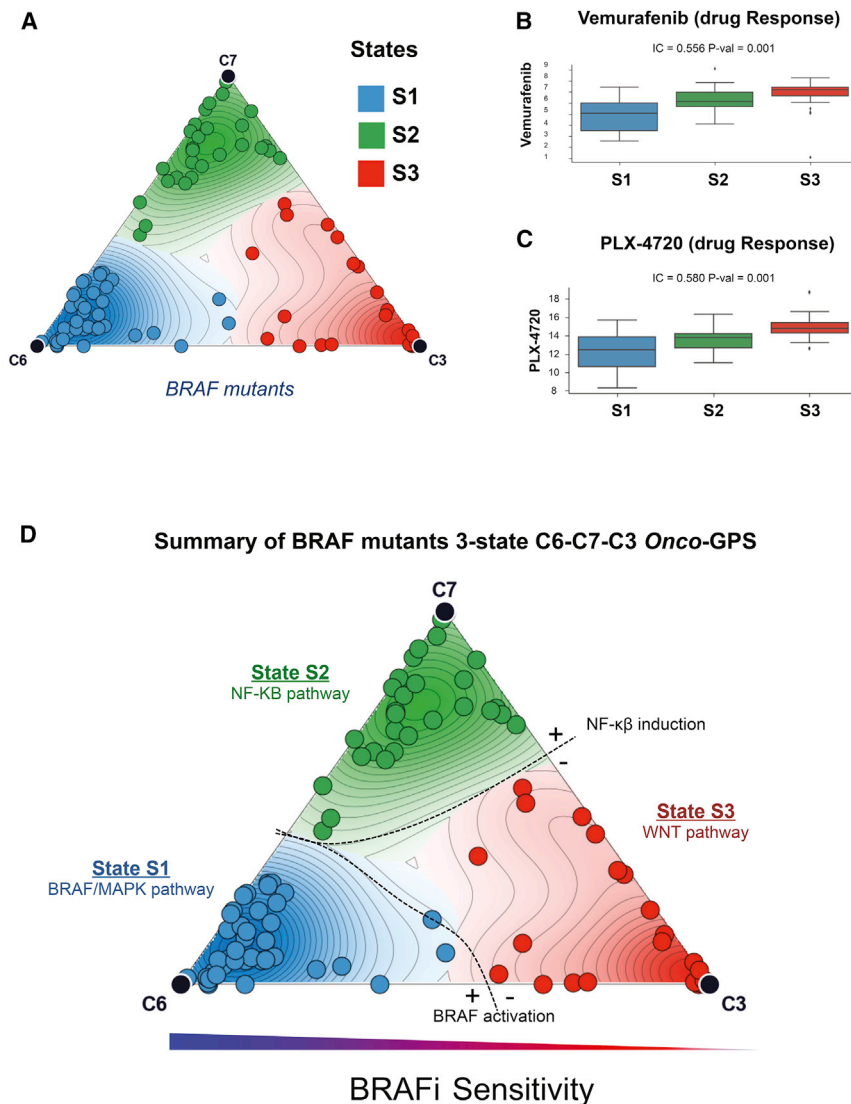 A
C7
States
S1
S2
S3
C6
C3
BRAF mutants
B
Vemurafenib (drug Response)
IC = 0.556 P-val = 0.001
Vemurafenib
9
8
7
6
5
4
3
2
1
S1 S2 S3
C
PLX-4720 (drug Response)
IC = 0.580 P-val = 0.001
PLX-4720
18
16
14
12
10
8
S1 S2 S3
D
Summary of BRAF mutants 3-state C6-C7-C3 Onco-GPS
C7
State S2
NF-KB pathway
+
-
NF-κβ induction
State S3
WNT pathway
State S1
BRAF/MAPK pathway
C6
+ -
BRAF activation
C3
BRAFi Sensitivity